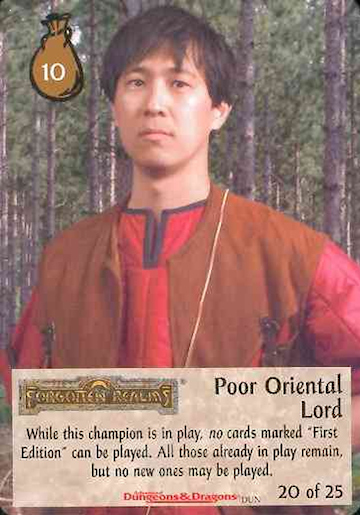 10
FORGOTTEN REALMS®
Poor Oriental
Lord
While this champion is in play, no cards marked "First
Edition" can be played. All those already in play remain,
but no new ones may be played.
Dungeons & Dragons
DUN
20 of 25